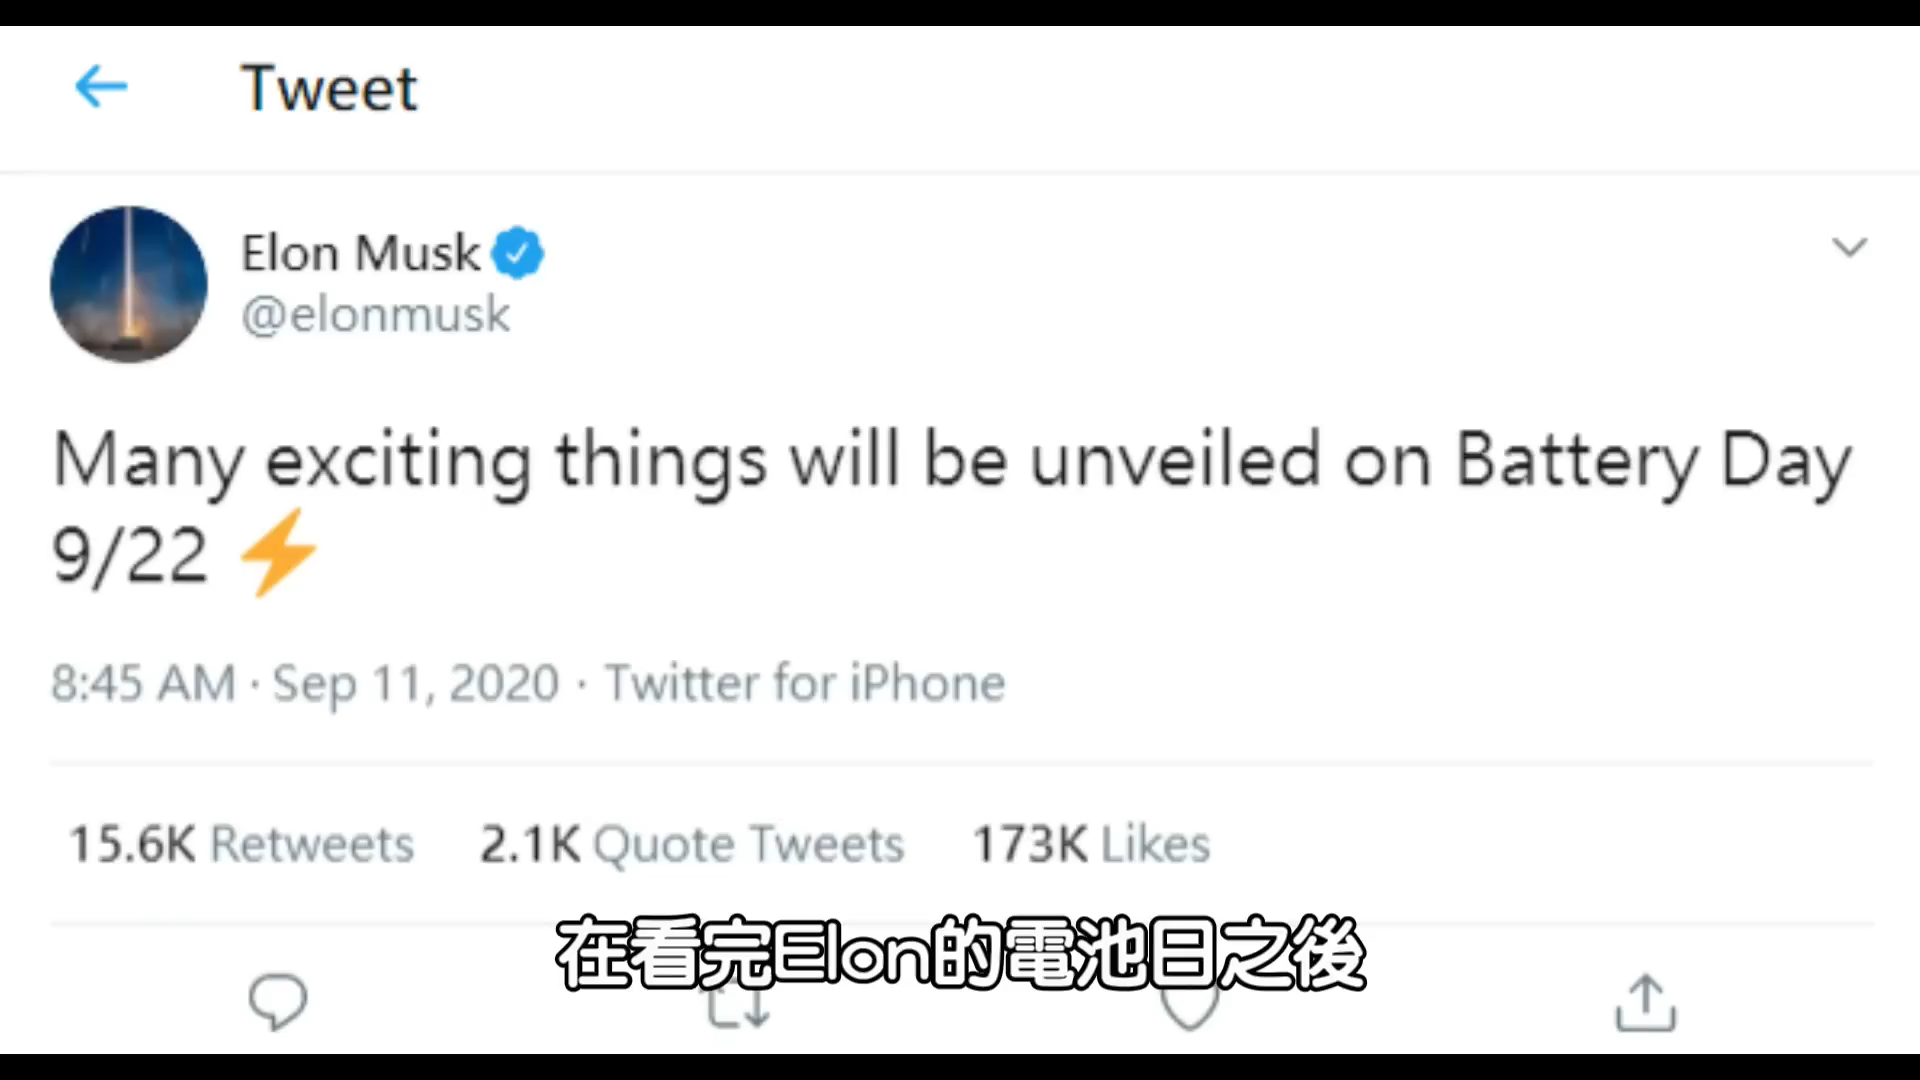 Tweet
Elon Musk
@elonmusk
Many exciting things will be unveiled on Battery Day
9/22 ⚡
8:45 AM · Sep 11, 2020 · Twitter for iPhone
15.6K Retweets 2.1K Quote Tweets 173K Likes
在看完Elon的電池日之後